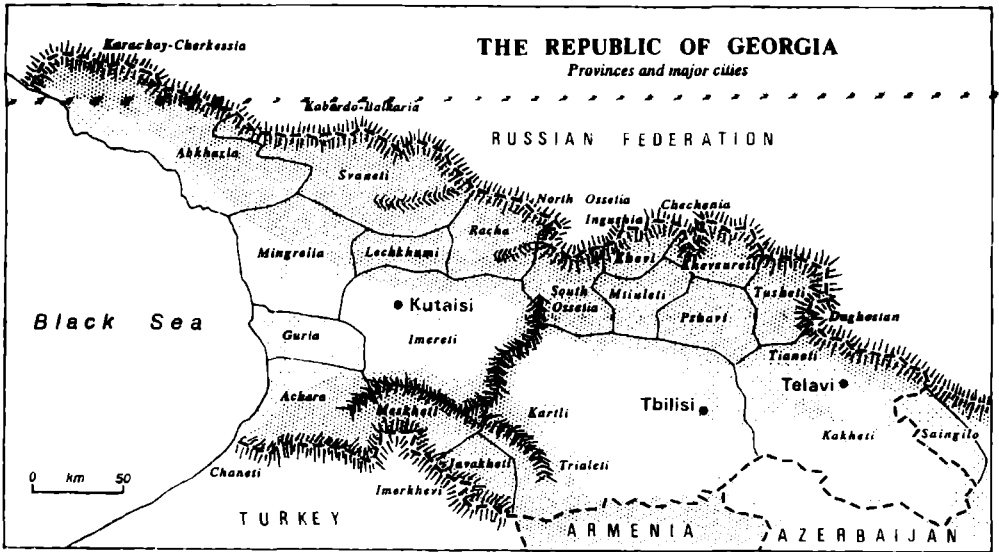 THE REPUBLIC OF GEORGIA
Provinces and major cities
Karachay-Cherkessia
Kabardo-Balkaria
RUSSIAN FEDERATION
Abkhazia
Svaneti
North Ossetia
Chechenia
Ingushia
Racha
Mingrelia
Lechkhumi
Khevi
Khevsureti
South
Ossetia
Mtiuleti
Tusheti
Kutaisi
Pshavi
Daghestan
Black Sea
Guria
Imereti
Tianeti
Telavi
Achara
Meskheti
Kartli
Tbilisi
Kakheti
Saingilo
Javakheti
Trialeti
Chaneti
Imerkhevi
0 km 50
TURKEY
ARMENIA
AZERBAIJAN